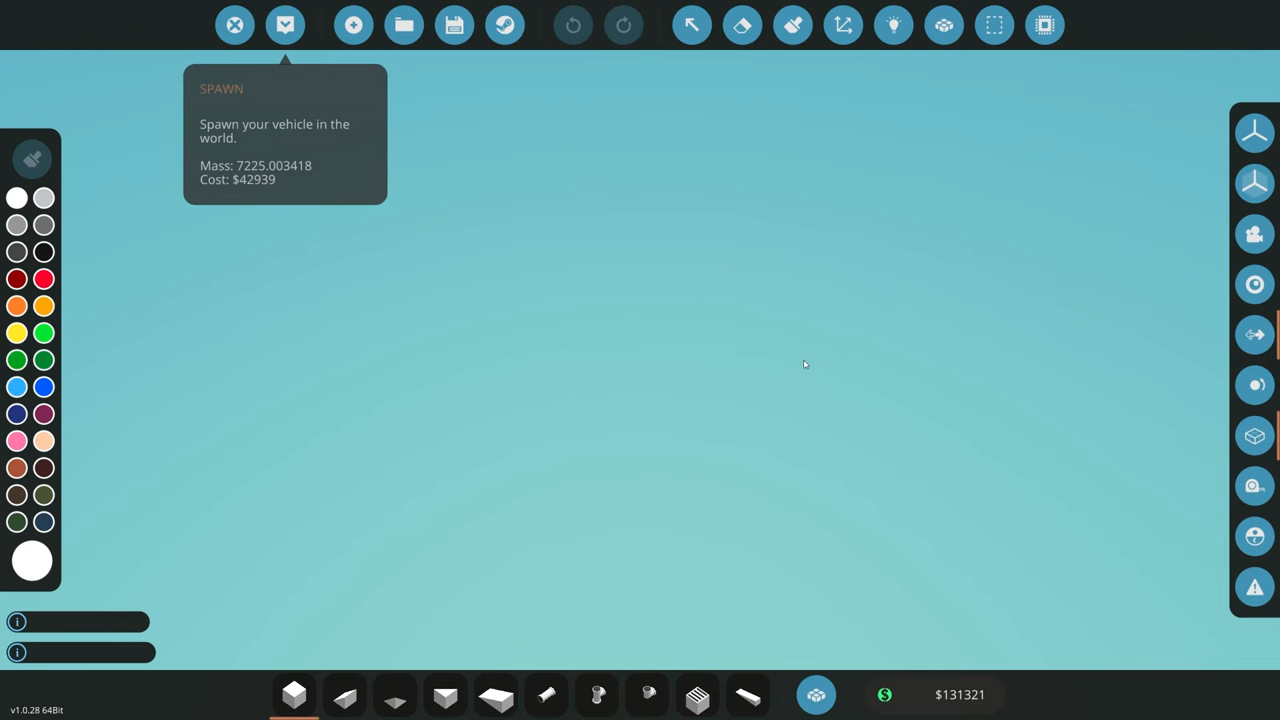 SPAWN
Spawn your vehicle in the
world.
Mass: 7225.003418
Cost: $42939
$131321
v1.0.28 64Bit